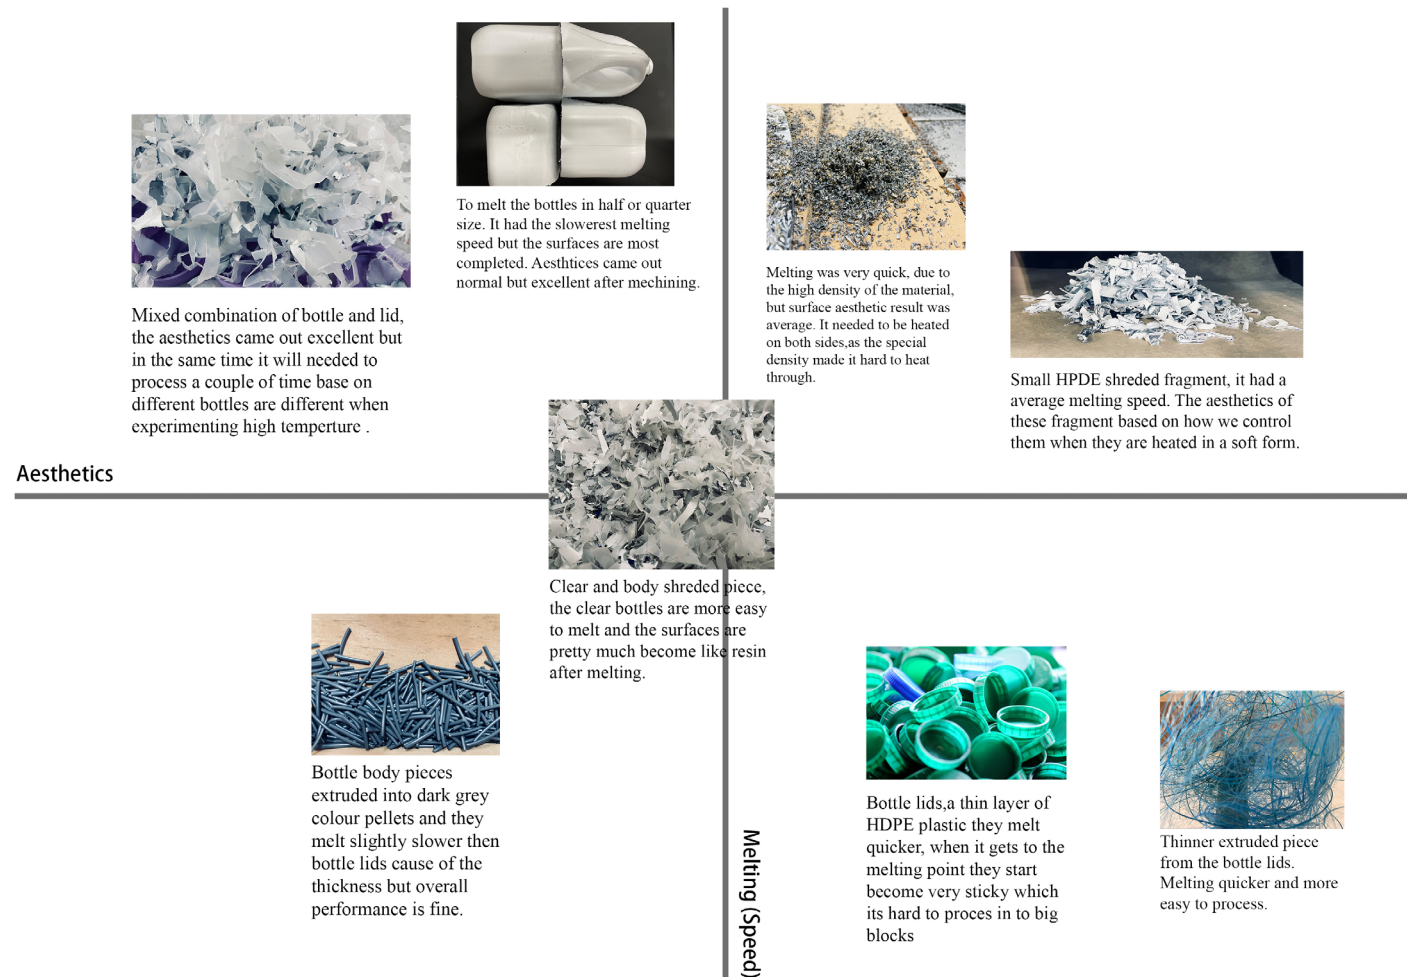 To melt the bottles in half or quarter
size. It had the slowerest melting
speed but the surfaces are most
completed. Aesthtices came out
normal but excellent after mechining.
Mixed combination of bottle and lid,
the aesthetics came out excellent but
in the same time it will needed to
process a couple of time base on
different bottles are different when
experimenting high temperture .
Melting was very quick, due to
the high density of the material,
but surface aesthetic result was
average. It needed to be heated
on both sides,as the special
density made it hard to heat
through.
Small HPDE shreded fragment, it had a
average melting speed. The aesthetics of
these fragment based on how we control
them when they are heated in a soft form.
Aesthetics
Clear and body shreded piece,
the clear bottles are more easy
to melt and the surfaces are
pretty much become like resin
after melting.
Bottle body pieces
extruded into dark grey
colour pellets and they
melt slightly slower then
bottle lids cause of the
thickness but overall
performance is fine.
Melting (Speed)
Bottle lids,a thin layer of
HDPE plastic they melt
quicker, when it gets to the
melting point they start
become very sticky which
its hard to proces in to big
blocks
Thinner extruded piece
from the bottle lids.
Melting quicker and more
easy to process.